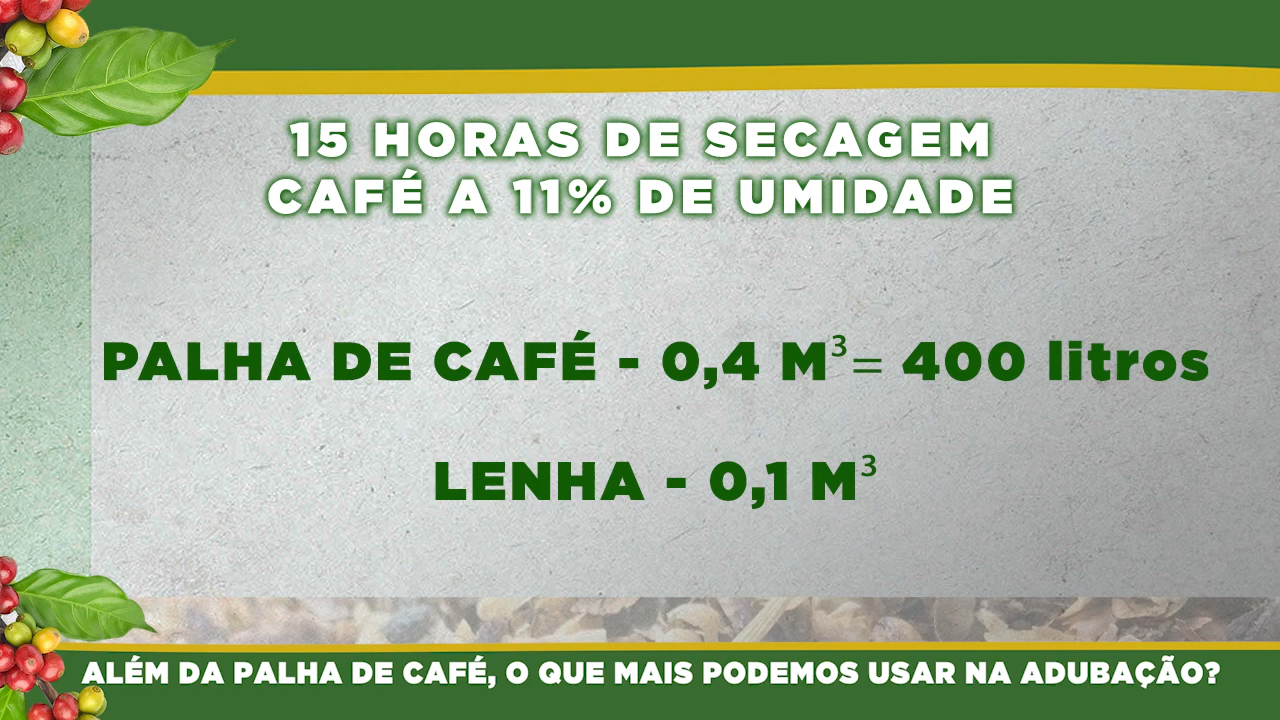 15 HORAS DE SECAGEM
CAFÉ A 11% DE UMIDADE
PALHA DE CAFÉ - 0,4 M³ = 400 litros
LENHA - 0,1 M³
ALÉM DA PALHA DE CAFÉ, O QUE MAIS PODEMOS USAR NA ADUBAÇÃO?